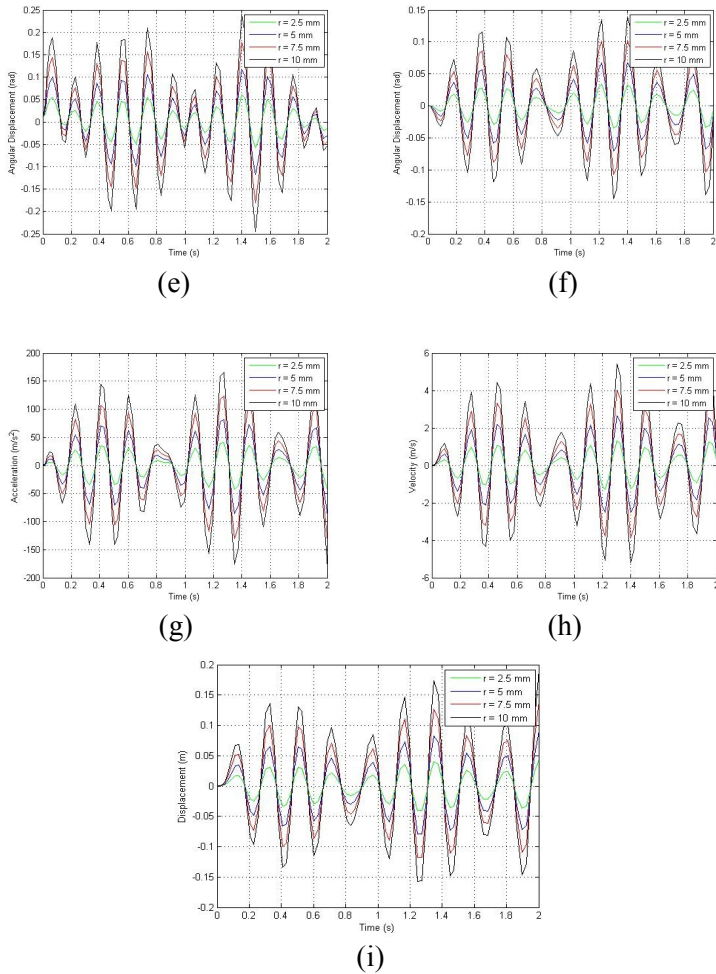 0.25
0.2
0.15
0.1
0.05
0
-0.05
-0.1
0.15
-0.2
0.25
0 0.2 0.4 0.6 0.8 1 1.2 1.4 1.6 1.8 2
Angular Displacement (rad)
Time (s)
r = 2.5 mm
r = 5 mm
r = 7.5 mm
r = 10 mm
(e)
0.15
0.1
0.05
0
-0.05
-0.1
-0.15
-0.2
0 0.2 0.4 0.6 0.8 1 1.2 1.4 1.6 1.8 2
Angular Displacement (rad)
Time (s)
r = 2.5 mm
r = 5 mm
r = 7.5 mm
r = 10 mm
(f)
200
150
100
50
0
-50
-100
-150
-200
0 0.2 0.4 0.6 0.8 1 1.2 1.4 1.6 1.8 2
Acceleration (m/s²)
Time (s)
r = 2.5 mm
r = 5 mm
r = 7.5 mm
r = 10 mm
(g)
6
4
2
0
-2
-4
-6
0 0.2 0.4 0.6 0.8 1 1.2 1.4 1.6 1.8 2
Velocity (m/s)
Time (s)
r = 2.5 mm
r = 5 mm
r = 7.5 mm
r = 10 mm
(h)
0.2
0.15
0.1
0.05
0
-0.05
-0.1
-0.15
-0.2
0 0.2 0.4 0.6 0.8 1 1.2 1.4 1.6 1.8 2
Displacement (m)
Time (s)
r = 2.5 mm
r = 5 mm
r = 7.5 mm
r = 10 mm
(i)